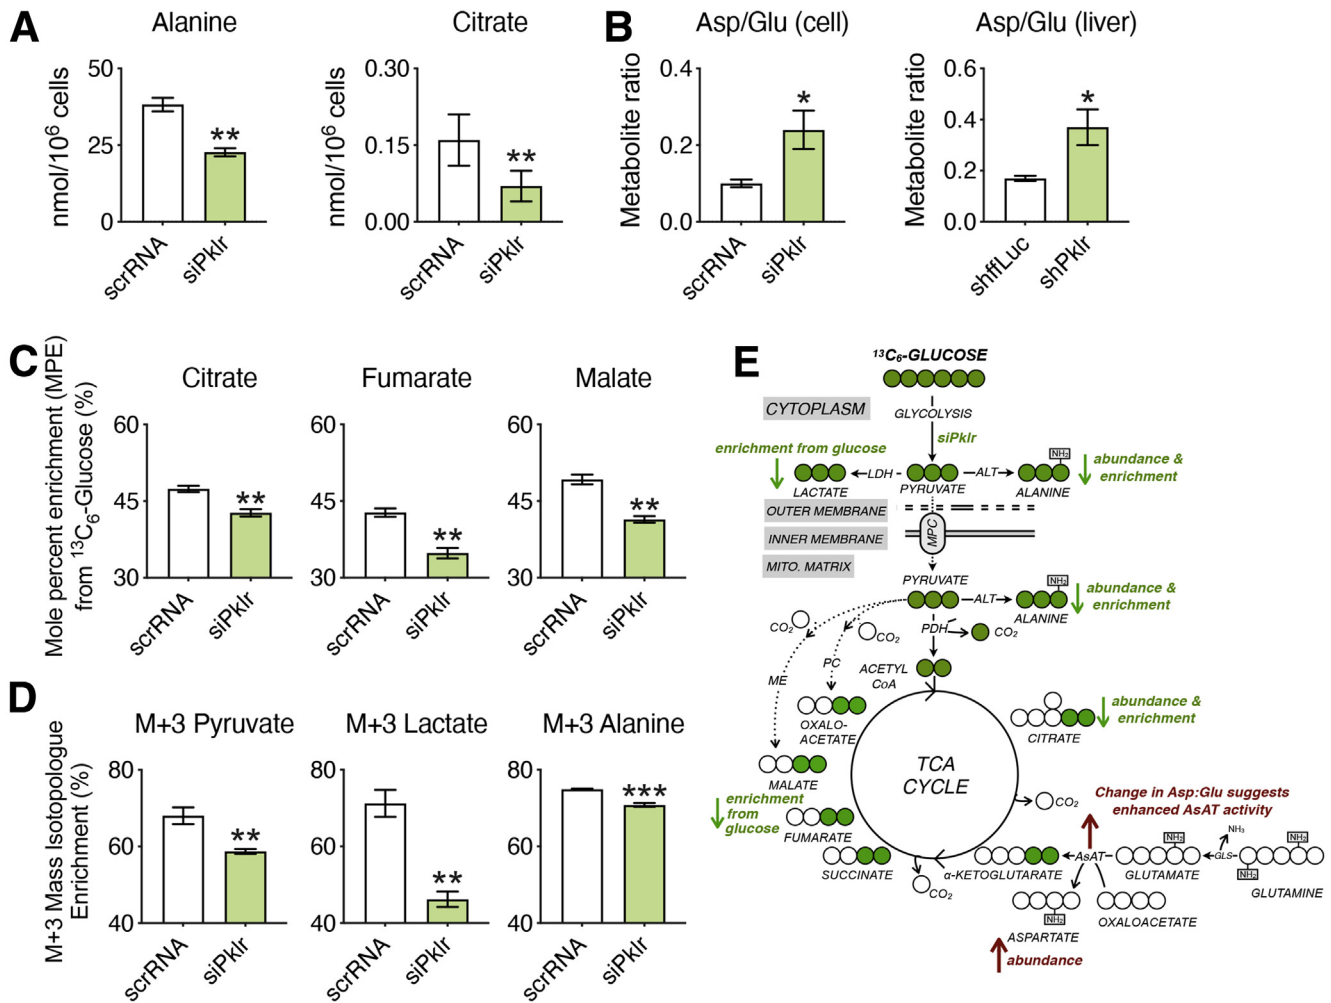 A
Alanine
nmol/10⁶ cells
50
25
0
**
scrRNA
siPklr
Citrate
nmol/10⁶ cells
0.30
0.15
0.00
**
scrRNA
siPklr
B
Asp/Glu (cell)
Metabolite ratio
0.4
0.2
0.0
*
scrRNA
siPklr
Asp/Glu (liver)
Metabolite ratio
0.6
0.4
0.2
0.0
*
shffLuc
shPklr
C
Mole percent enrichment (MPE)
from ¹³C₆-Glucose (%)
Citrate
60
45
30
**
scrRNA
siPklr
Fumarate
60
45
30
**
scrRNA
siPklr
Malate
60
45
30
**
scrRNA
siPklr
D
M+3 Mass Isotopologue
Enrichment (%)
M+3 Pyruvate
80
60
40
**
scrRNA
siPklr
M+3 Lactate
80
60
40
**
scrRNA
siPklr
M+3 Alanine
80
60
40
***
scrRNA
siPklr
E
¹³C₆-GLUCOSE
CYTOPLASM
GLYCOLYSIS
siPklr
enrichment from glucose
LDH
ALT
NH₂
abundance &
enrichment
LACTATE
PYRUVATE
ALANINE
OUTER MEMBRANE
INNER MEMBRANE
MPC
MITO. MATRIX
PYRUVATE
ALT
NH₂
ALANINE
abundance &
enrichment
CO₂
CO₂
PDH
CO₂
ME
PC
ACETYL
CoA
OXALO-
ACETATE
CITRATE
abundance &
enrichment
TCA
CYCLE
MALATE
enrichment
from
glucose
FUMARATE
SUCCINATE
CO₂
CO₂
Change in Asp:Glu suggests
enhanced AsAT activity
α-KETOGLUTARATE
AsAT
NH₂
GLUTAMATE
GLS
NH₃
NH₂
NH₂
GLUTAMINE
NH₂
ASPARTATE
OXALOACETATE
abundance